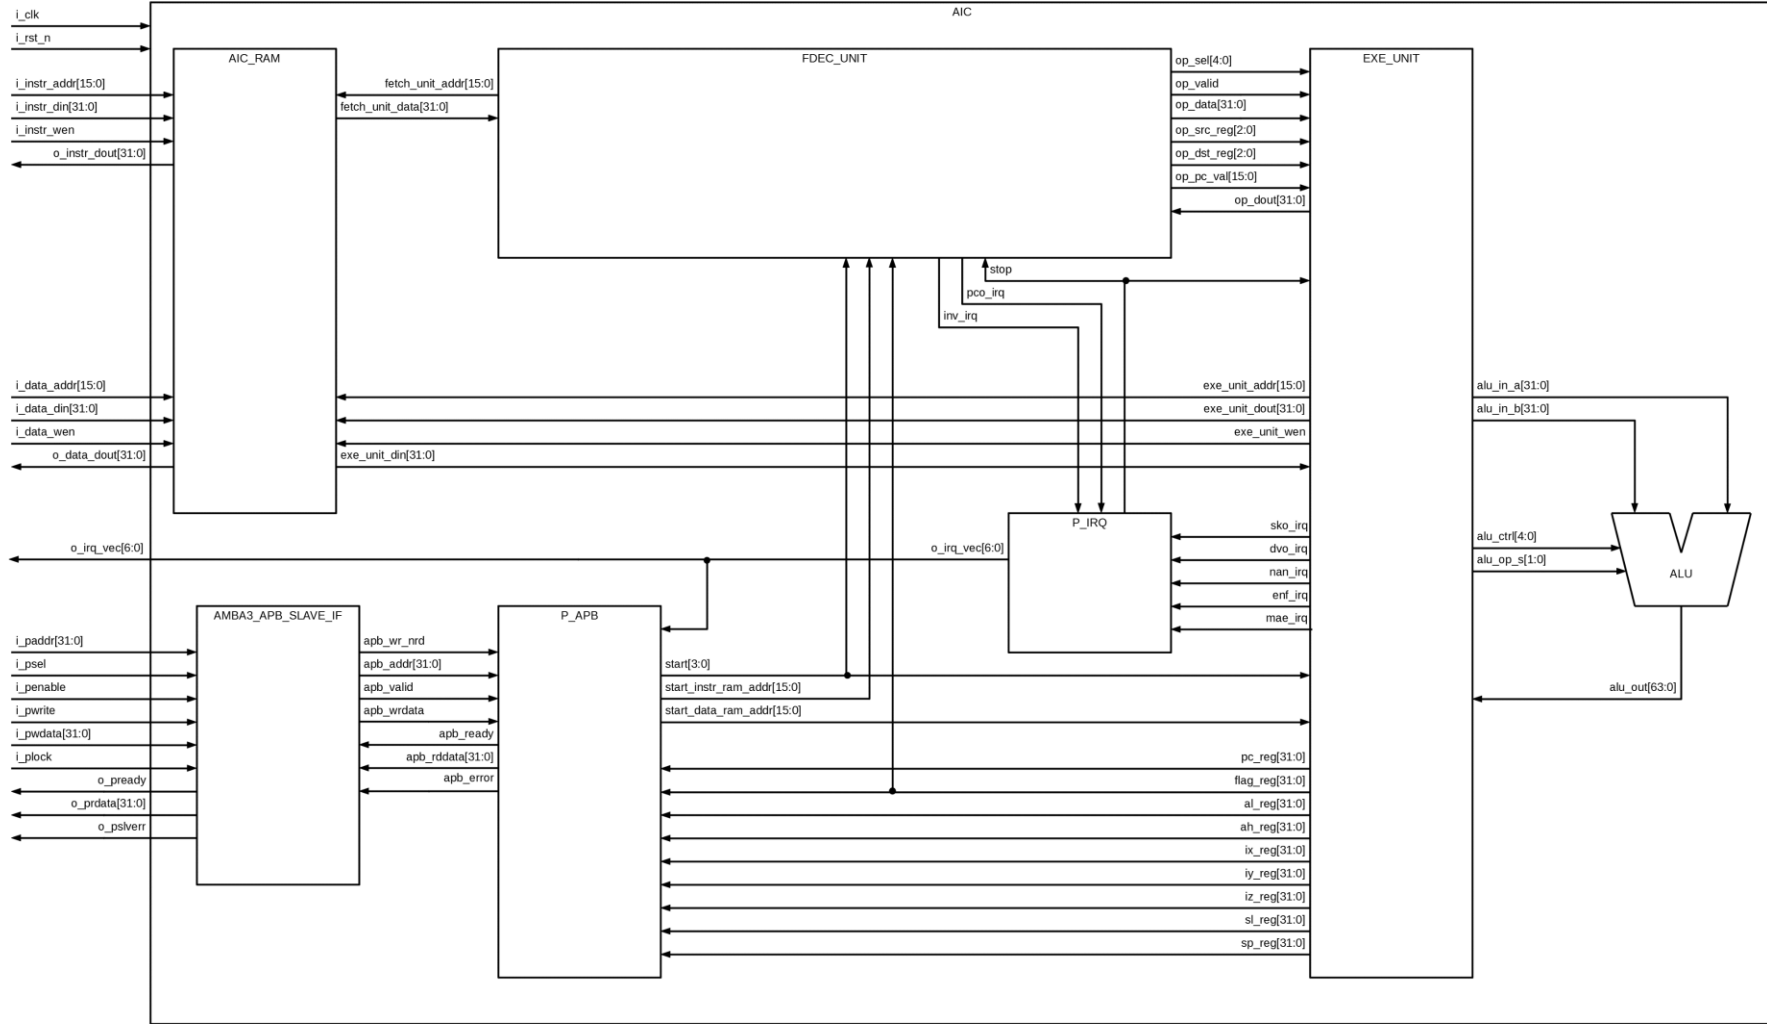 AIC
i_clk
i_rst_n
AIC_RAM
i_instr_addr[15:0]
i_instr_din[31:0]
i_instr_wen
o_instr_dout[31:0]
i_data_addr[15:0]
i_data_din[31:0]
i_data_wen
o_data_dout[31:0]
fetch_unit_addr[15:0]
fetch_unit_data[31:0]
FDEC_UNIT
op_sel[4:0]
op_valid
op_data[31:0]
op_src_reg[2:0]
op_dst_reg[2:0]
op_pc_val[15:0]
op_dout[31:0]
EXE_UNIT
stop
pco_irq
inv_irq
exe_unit_addr[15:0]
exe_unit_dout[31:0]
exe_unit_wen
exe_unit_din[31:0]
alu_in_a[31:0]
alu_in_b[31:0]
alu_ctrl[4:0]
alu_op_s[1:0]
ALU
alu_out[63:0]
P_IRQ
sko_irq
dvo_irq
nan_irq
enf_irq
mae_irq
o_irq_vec[6:0]
o_irq_vec[6:0]
AMBA3_APB_SLAVE_IF
i_paddr[31:0]
i_psel
i_penable
i_pwrite
i_pwdata[31:0]
i_plock
o_pready
o_prdata[31:0]
o_pslverr
apb_wr_nrd
apb_addr[31:0]
apb_valid
apb_wrdata
apb_ready
apb_rddata[31:0]
apb_error
P_APB
start[3:0]
start_instr_ram_addr[15:0]
start_data_ram_addr[15:0]
pc_reg[31:0]
flag_reg[31:0]
al_reg[31:0]
ah_reg[31:0]
ix_reg[31:0]
iy_reg[31:0]
iz_reg[31:0]
sl_reg[31:0]
sp_reg[31:0]